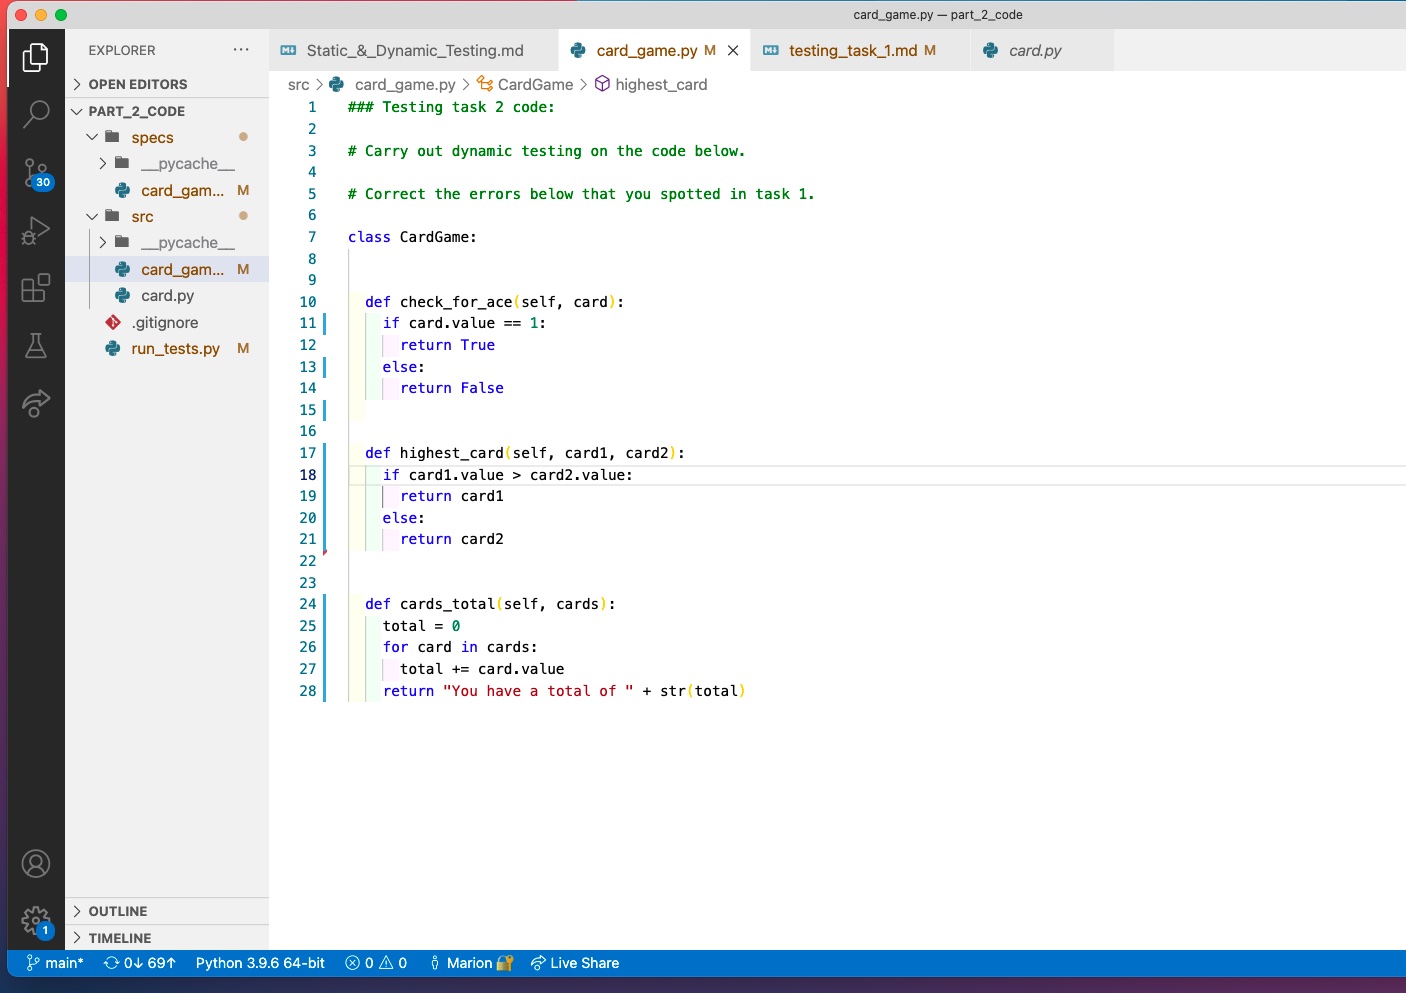 card_game.py — part_2_code
EXPLORER ...
Static_&_Dynamic_Testing.md
card_game.py M
testing_task_1.md M
card.py
OPEN EDITORS
PART_2_CODE
specs
__pycache__
card_gam... M
src
__pycache__
card_gam... M
card.py
.gitignore
run_tests.py M
30
OUTLINE
TIMELINE
1
src > card_game.py > CardGame > highest_card
1 ### Testing task 2 code:
2
3 # Carry out dynamic testing on the code below.
4
5 # Correct the errors below that you spotted in task 1.
6
7 class CardGame:
8
9
10 def check_for_ace(self, card):
11 if card.value == 1:
12 return True
13 else:
14 return False
15
16
17 def highest_card(self, card1, card2):
18 if card1.value > card2.value:
19 return card1
20 else:
21 return card2
22
23
24 def cards_total(self, cards):
25 total = 0
26 for card in cards:
27 total += card.value
28 return "You have a total of " + str(total)
main* 0↓ 69↑ Python 3.9.6 64-bit 0 0 Marion Live Share